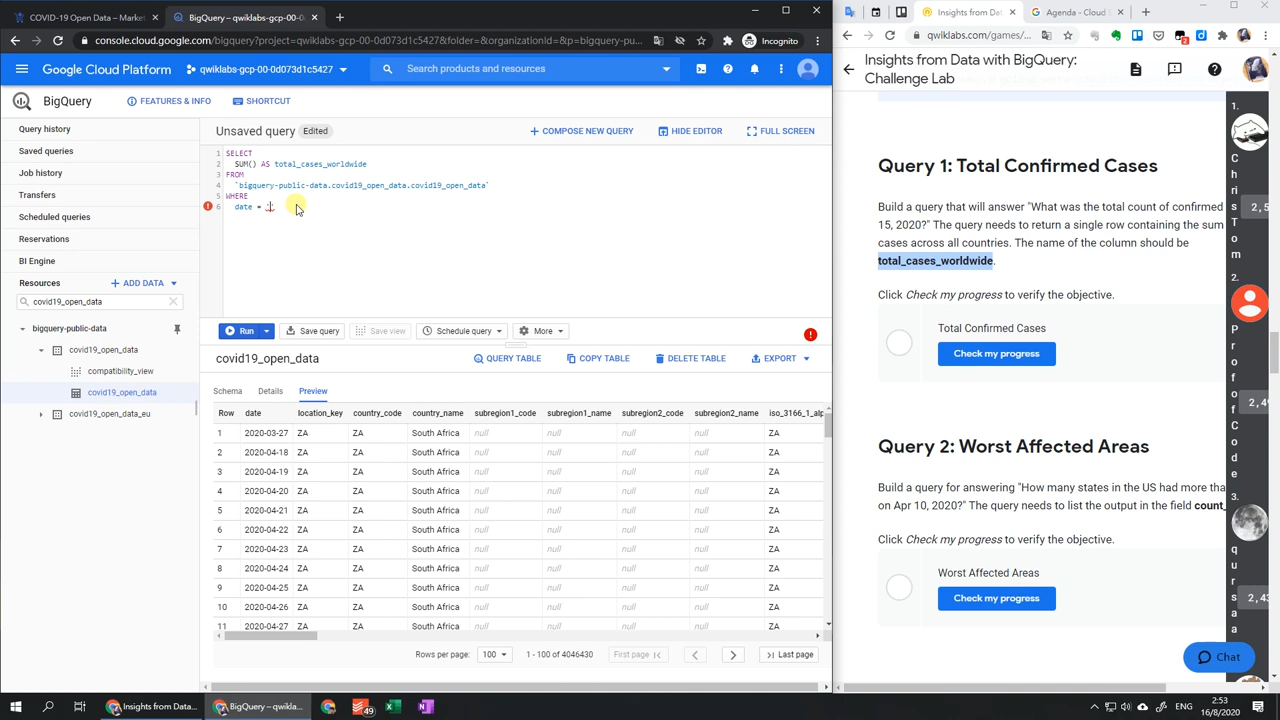 COVID-19 Open Data – Market
BigQuery – qwiklabs-gcp-00-0
console.cloud.google.com/bigquery?project=qwiklabs-gcp-00-0d073d1c5427&folder=&organizationId=&p=bigquery-pu...
Incognito
Google Cloud Platform
qwiklabs-gcp-00-0d073d1c5427
Search products and resources
BigQuery
FEATURES & INFO
SHORTCUT
Query history
Saved queries
Job history
Transfers
Scheduled queries
Reservations
BI Engine
Resources
+ ADD DATA
covid19_open_data
bigquery-public-data
covid19_open_data
compatibility_view
covid19_open_data
covid19_open_data_eu
Unsaved query Edited
+ COMPOSE NEW QUERY
HIDE EDITOR
FULL SCREEN
1 SELECT
2 SUM() AS total_cases_worldwide
3 FROM
4 `bigquery-public-data.covid19_open_data.covid19_open_data`
5 WHERE
6 date =
Run
Save query
Save view
Schedule query
More
covid19_open_data
QUERY TABLE
COPY TABLE
DELETE TABLE
EXPORT
Schema Details Preview
Row date location_key country_code country_name subregion1_code subregion1_name subregion2_code subregion2_name iso_3166_1_alp
1 2020-03-27 ZA ZA South Africa null null null null ZA
2 2020-04-18 ZA ZA South Africa null null null null ZA
3 2020-04-19 ZA ZA South Africa null null null null ZA
4 2020-04-20 ZA ZA South Africa null null null null ZA
5 2020-04-21 ZA ZA South Africa null null null null ZA
6 2020-04-22 ZA ZA South Africa null null null null ZA
7 2020-04-23 ZA ZA South Africa null null null null ZA
8 2020-04-24 ZA ZA South Africa null null null null ZA
9 2020-04-25 ZA ZA South Africa null null null null ZA
10 2020-04-26 ZA ZA South Africa null null null null ZA
11 2020-04-27 ZA ZA South Africa null null null null ZA
Rows per page: 100 1 - 100 of 4046430 First page Last page
Insights from Dat
Agenda - Cloud E
qwiklabs.com/games/...
2
Insights from Data with BigQuery:
Challenge Lab
Query 1: Total Confirmed Cases
Build a query that will answer "What was the total count of confirmed
15, 2020?" The query needs to return a single row containing the sum
cases across all countries. The name of the column should be
total_cases_worldwide.
Click Check my progress to verify the objective.
Total Confirmed Cases
Check my progress
Query 2: Worst Affected Areas
Build a query for answering "How many states in the US had more tha
on Apr 10, 2020?" The query needs to list the output in the field count_
Click Check my progress to verify the objective.
Worst Affected Areas
Check my progress
1.
C
h
r
i
s
T
o
m
2,5
2.
P
r
o
o
f
o
f
C
o
d
e
2,49
3.
q
u
r
s
a
a
2,43
Chat
Insights from Data...
BigQuery – qwikla...
49
ENG
2:53
16/8/2020